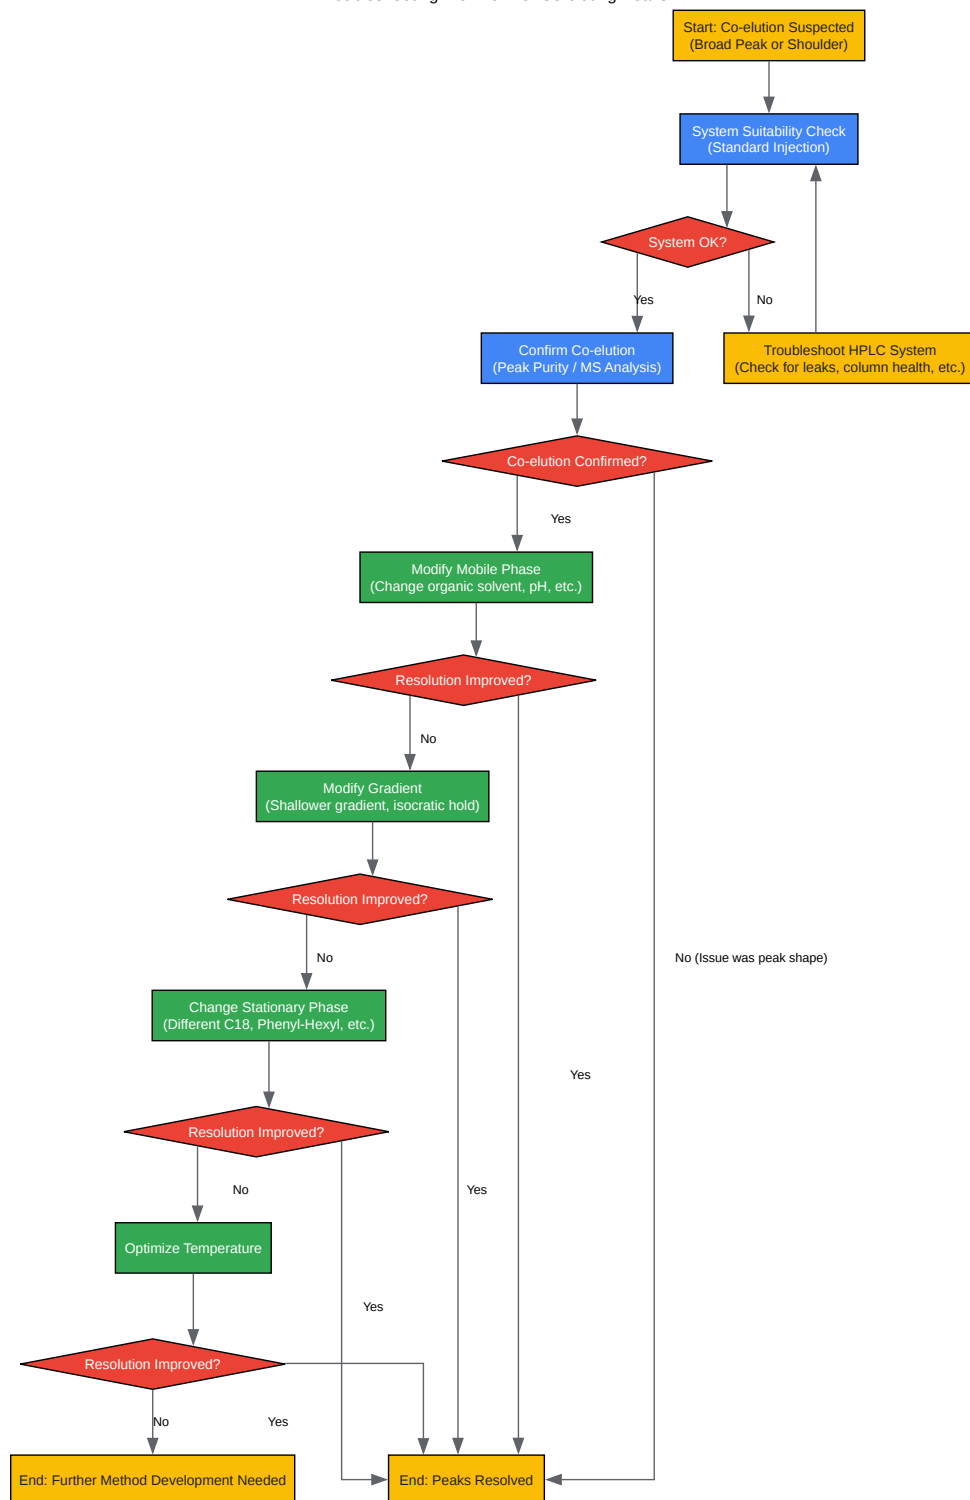 Start: Co-elution Suspected
(Broad Peak or Shoulder)
System Suitability Check
(Standard Injection)
System OK?
Yes
No
Confirm Co-elution
(Peak Purity / MS Analysis)
Troubleshoot HPLC System
(Check for leaks, column health, etc.)
Co-elution Confirmed?
Yes
Modify Mobile Phase
(Change organic solvent, pH, etc.)
Resolution Improved?
No
Modify Gradient
(Shallower gradient, isocratic hold)
Resolution Improved?
No
No (Issue was peak shape)
Change Stationary Phase
(Different C18, Phenyl-Hexyl, etc.)
Yes
Resolution Improved?
No
Yes
Optimize Temperature
Yes
Resolution Improved?
No
Yes
End: Further Method Development Needed
End: Peaks Resolved